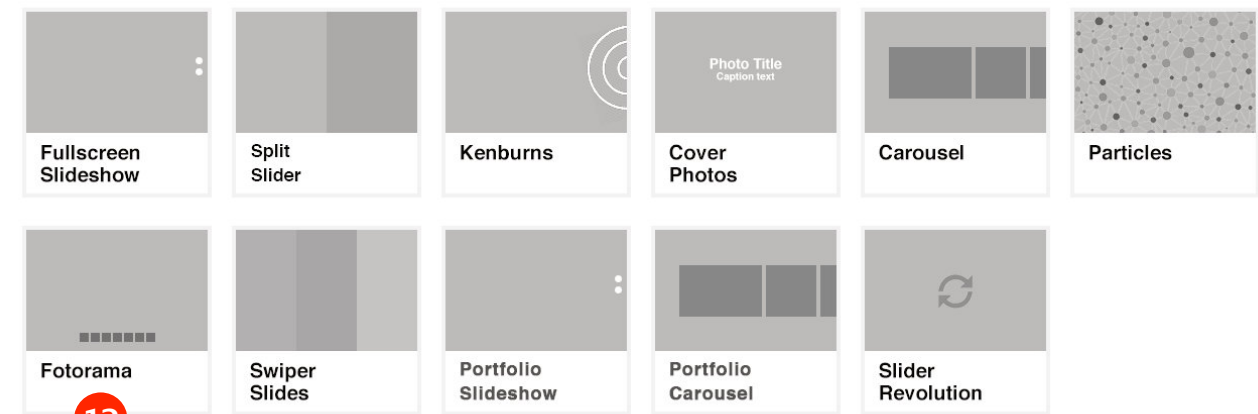 Photo Title
Caption text
Fullscreen
Slideshow
Split
Slider
Kenburns
Cover
Photos
Carousel
Particles
Fotorama
Swiper
Slides
Portfolio
Slideshow
Portfolio
Carousel
Slider
Revolution